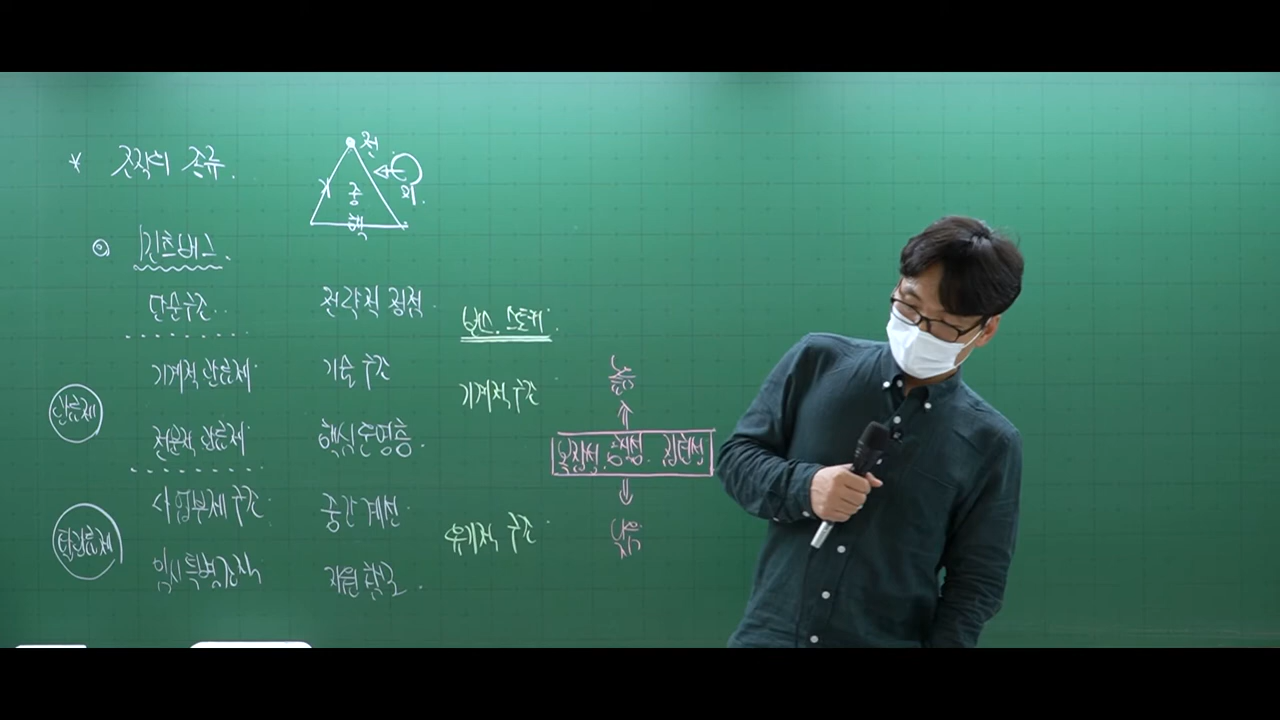 * 조직의 종류.
전.
중
핵
회.
⊙ 민츠버그.
단순구조
전략적 정점.
기계적 관료제
기술 구조
전문적 관료제
핵심운영층.
사업부제 구조
중간 계선
임시특별조직
지원 참모.
관료제
탈관료제
번스. 스토커
기계적 구조
유기적 구조
높음
복잡성. 공식성. 집권성
낮음